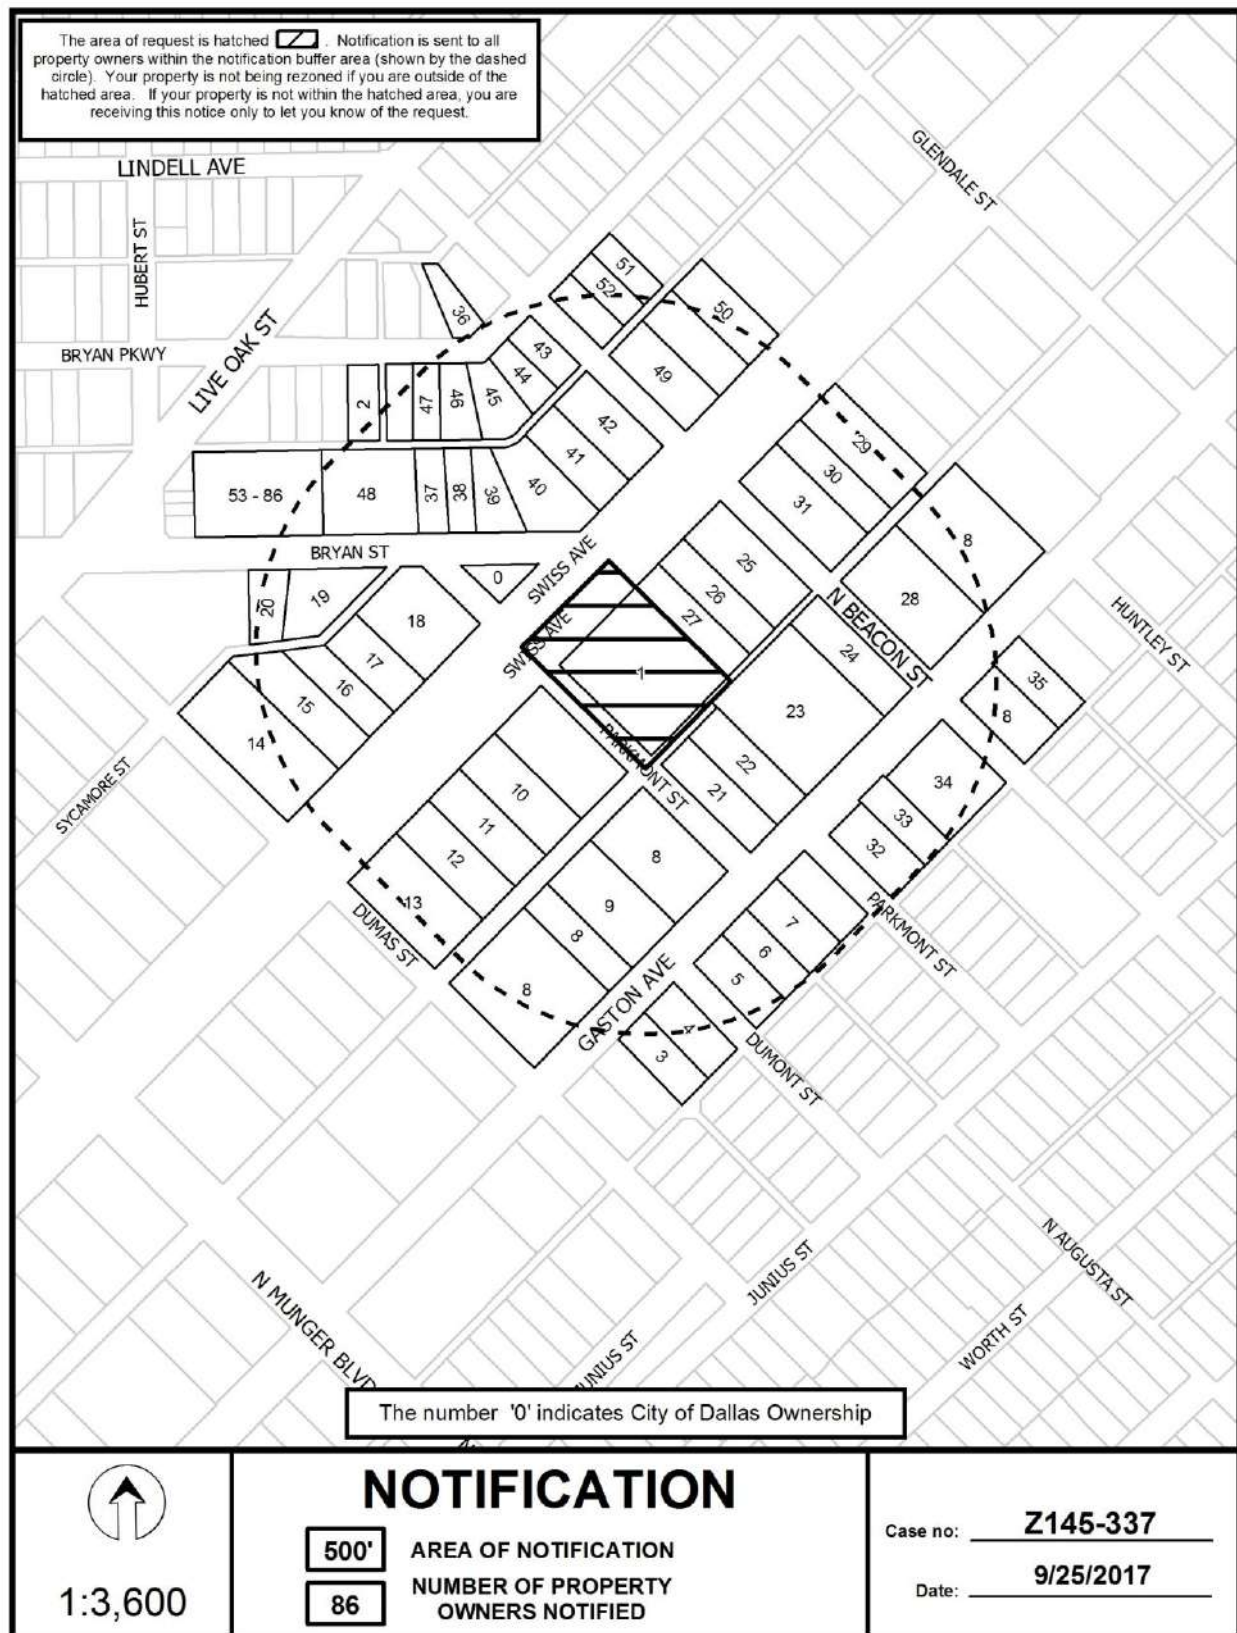 The area of request is hatched . Notification is sent to all
property owners within the notification buffer area (shown by the dashed
circle). Your property is not being rezoned if you are outside of the
hatched area. If your property is not within the hatched area, you are
receiving this notice only to let you know of the request.
LINDELL AVE
HUBERT ST
GLENDALE ST
BRYAN PKWY
LIVE OAK ST
51
52
50
36
43
44
49
2
47
46
45
42
41
29
30
31
53 - 86
48
37
38
39
40
BRYAN ST
0
SWISS AVE
SWISS AVE
25
26
27
8
28
N BEACON ST
HUNTLEY ST
20
19
18
17
16
15
14
1
24
23
35
8
SYCAMORE ST
PARKMONT ST
22
21
34
33
32
10
11
12
13
DUMAS ST
8
9
8
8
7
6
5
PARKMONT ST
GASTON AVE
4
3
DUMONT ST
N AUGUSTA ST
JUNIUS ST
WORTH ST
N MUNGER BLVD
JUNIUS ST
The number '0' indicates City of Dallas Ownership
1:3,600
NOTIFICATION
500' AREA OF NOTIFICATION
86 NUMBER OF PROPERTY
OWNERS NOTIFIED
Case no: Z145-337
Date: 9/25/2017